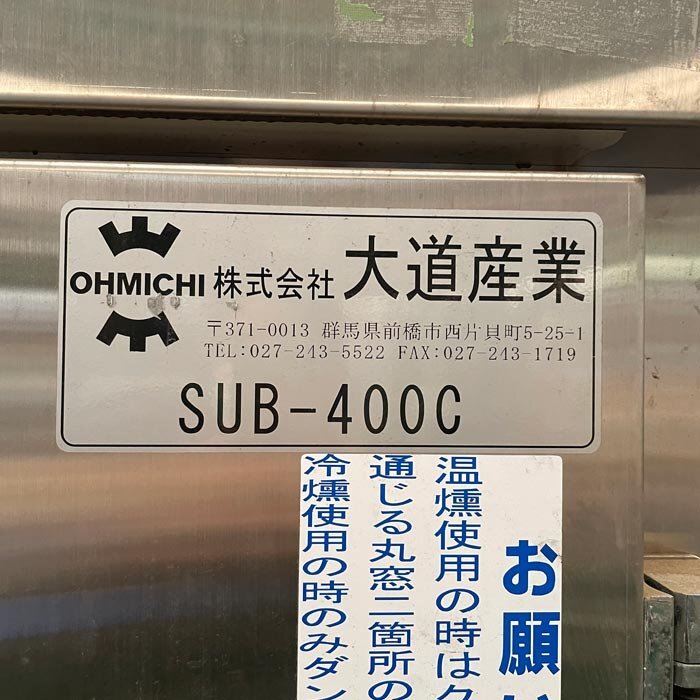 OHMICHI 株式会社 大道産業
〒371-0013 群馬県前橋市西片貝町5-25-1
TEL:027-243-5522 FAX:027-243-1719
SUB-400C
お願
温燻使用の時はク
通じる丸窓二箇所の
冷燻使用の時のみダン